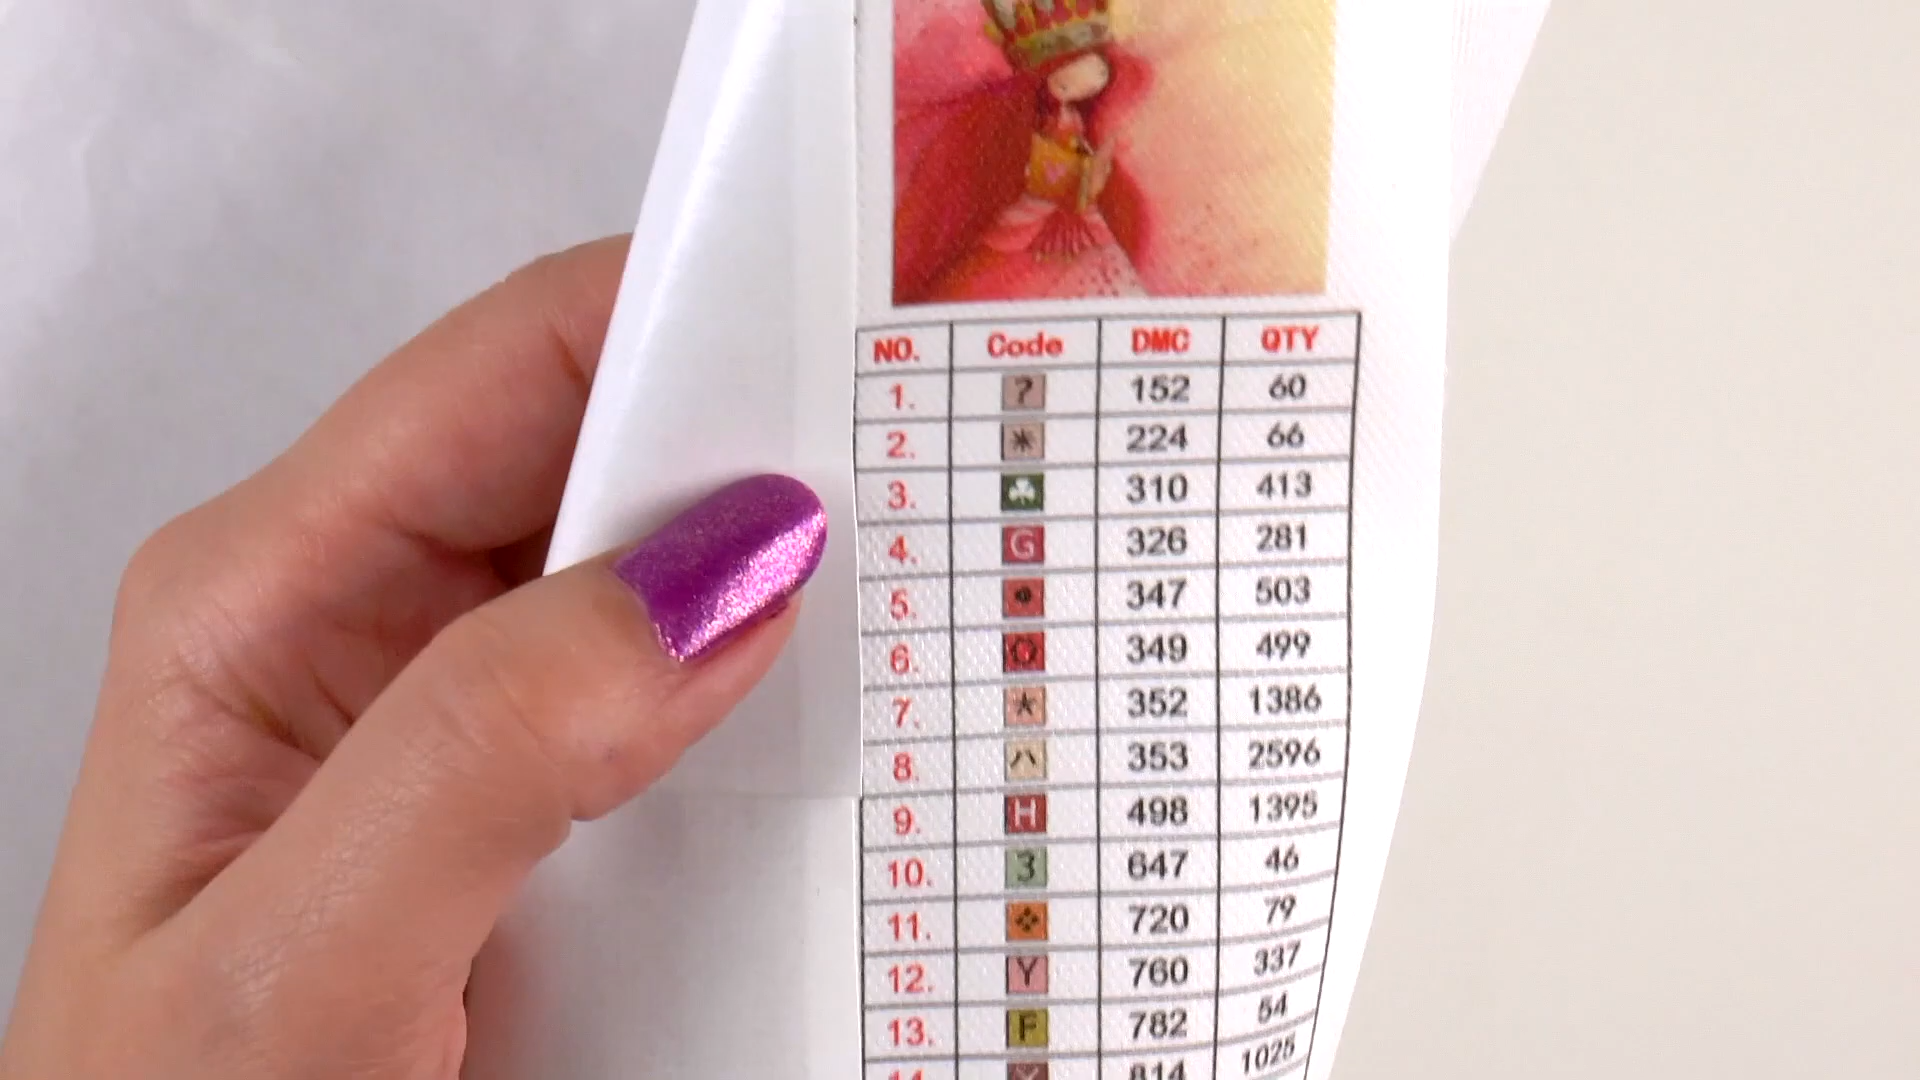 NO. Code DMC QTY
1. ? 152 60
2. 224 66
3. 310 413
4. G 326 281
5. 347 503
6. 349 499
7. 352 1386
8. ハ 353 2596
9. H 498 1395
10. 3 647 46
11. 720 79
12. Y 760 337
13. F 782 54
14. 814 1025